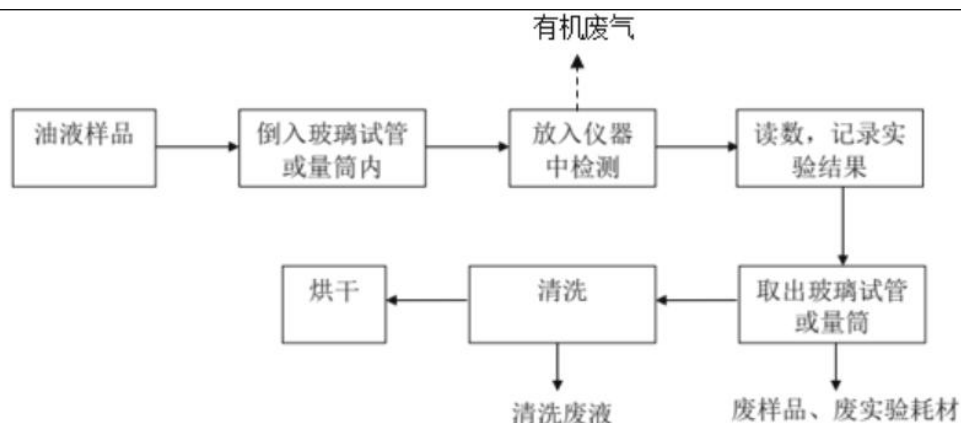 有机废气
油液样品
倒入玻璃试管
或量筒内
放入仪器
中检测
读数，记录实
验结果
烘干
清洗
取出玻璃试管
或量筒
清洗废液
废样品、废实验耗材